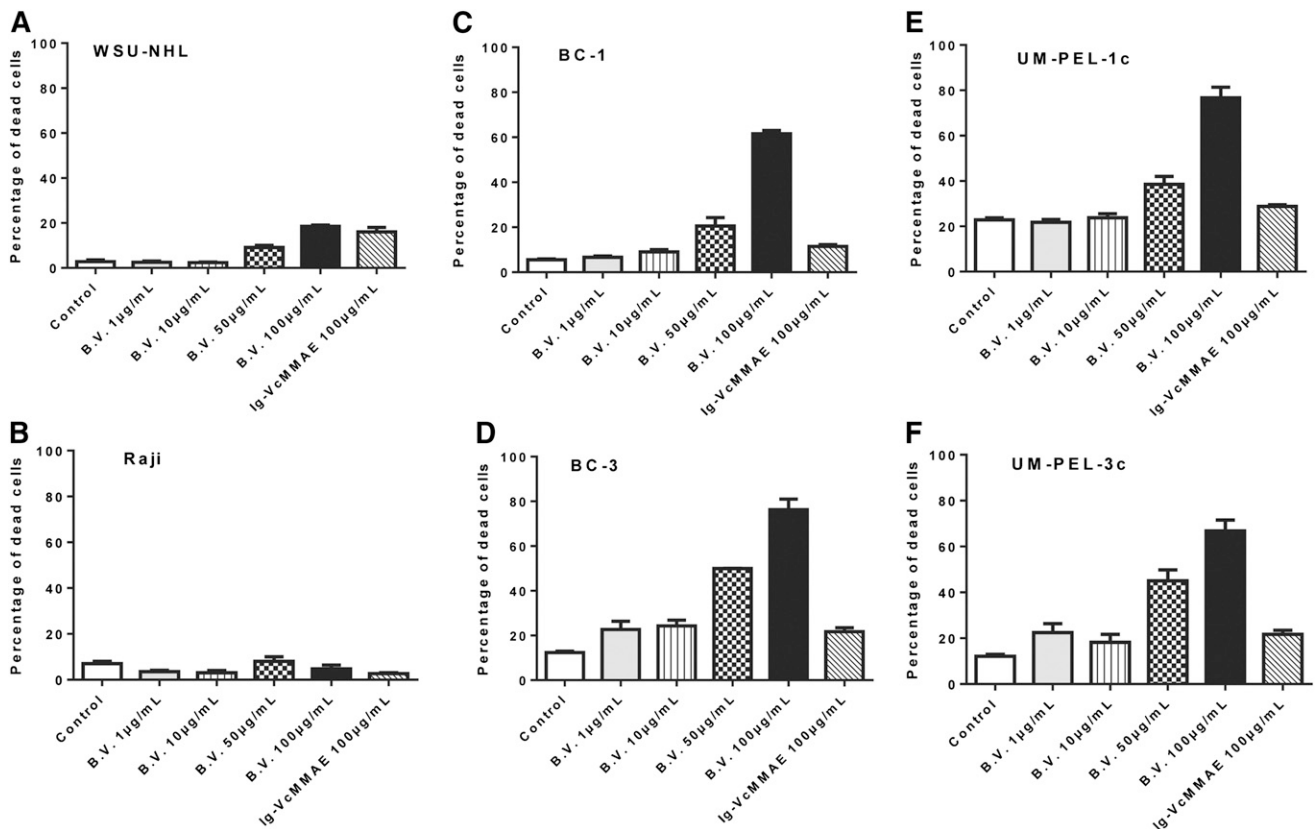 A
WSU-NHL
Percentage of dead cells
100
80
60
40
20
0
Control
B.V. 1µg/mL
B.V. 10µg/mL
B.V. 50µg/mL
B.V. 100µg/mL
Ig-VcMMAE 100µg/mL
B
Raji
Percentage of dead cells
100
80
60
40
20
0
Control
B.V. 1µg/mL
B.V. 10µg/mL
B.V. 50µg/mL
B.V. 100µg/mL
Ig-VcMMAE 100µg/mL
C
BC-1
Percentage of dead cells
100
80
60
40
20
0
Control
B.V. 1µg/mL
B.V. 10µg/mL
B.V. 50µg/mL
B.V. 100µg/mL
Ig-VcMMAE 100µg/mL
D
BC-3
Percentage of dead cells
100
80
60
40
20
0
Control
B.V. 1µg/mL
B.V. 10µg/mL
B.V. 50µg/mL
B.V. 100µg/mL
Ig-VcMMAE 100µg/mL
E
UM-PEL-1c
Percentage of dead cells
100
80
60
40
20
0
Control
B.V. 1µg/mL
B.V. 10µg/mL
B.V. 50µg/mL
B.V. 100µg/mL
Ig-VcMMAE 100µg/mL
F
UM-PEL-3c
Percentage of dead cells
100
80
60
40
20
0
Control
B.V. 1µg/mL
B.V. 10µg/mL
B.V. 50µg/mL
B.V. 100µg/mL
Ig-VcMMAE 100µg/mL